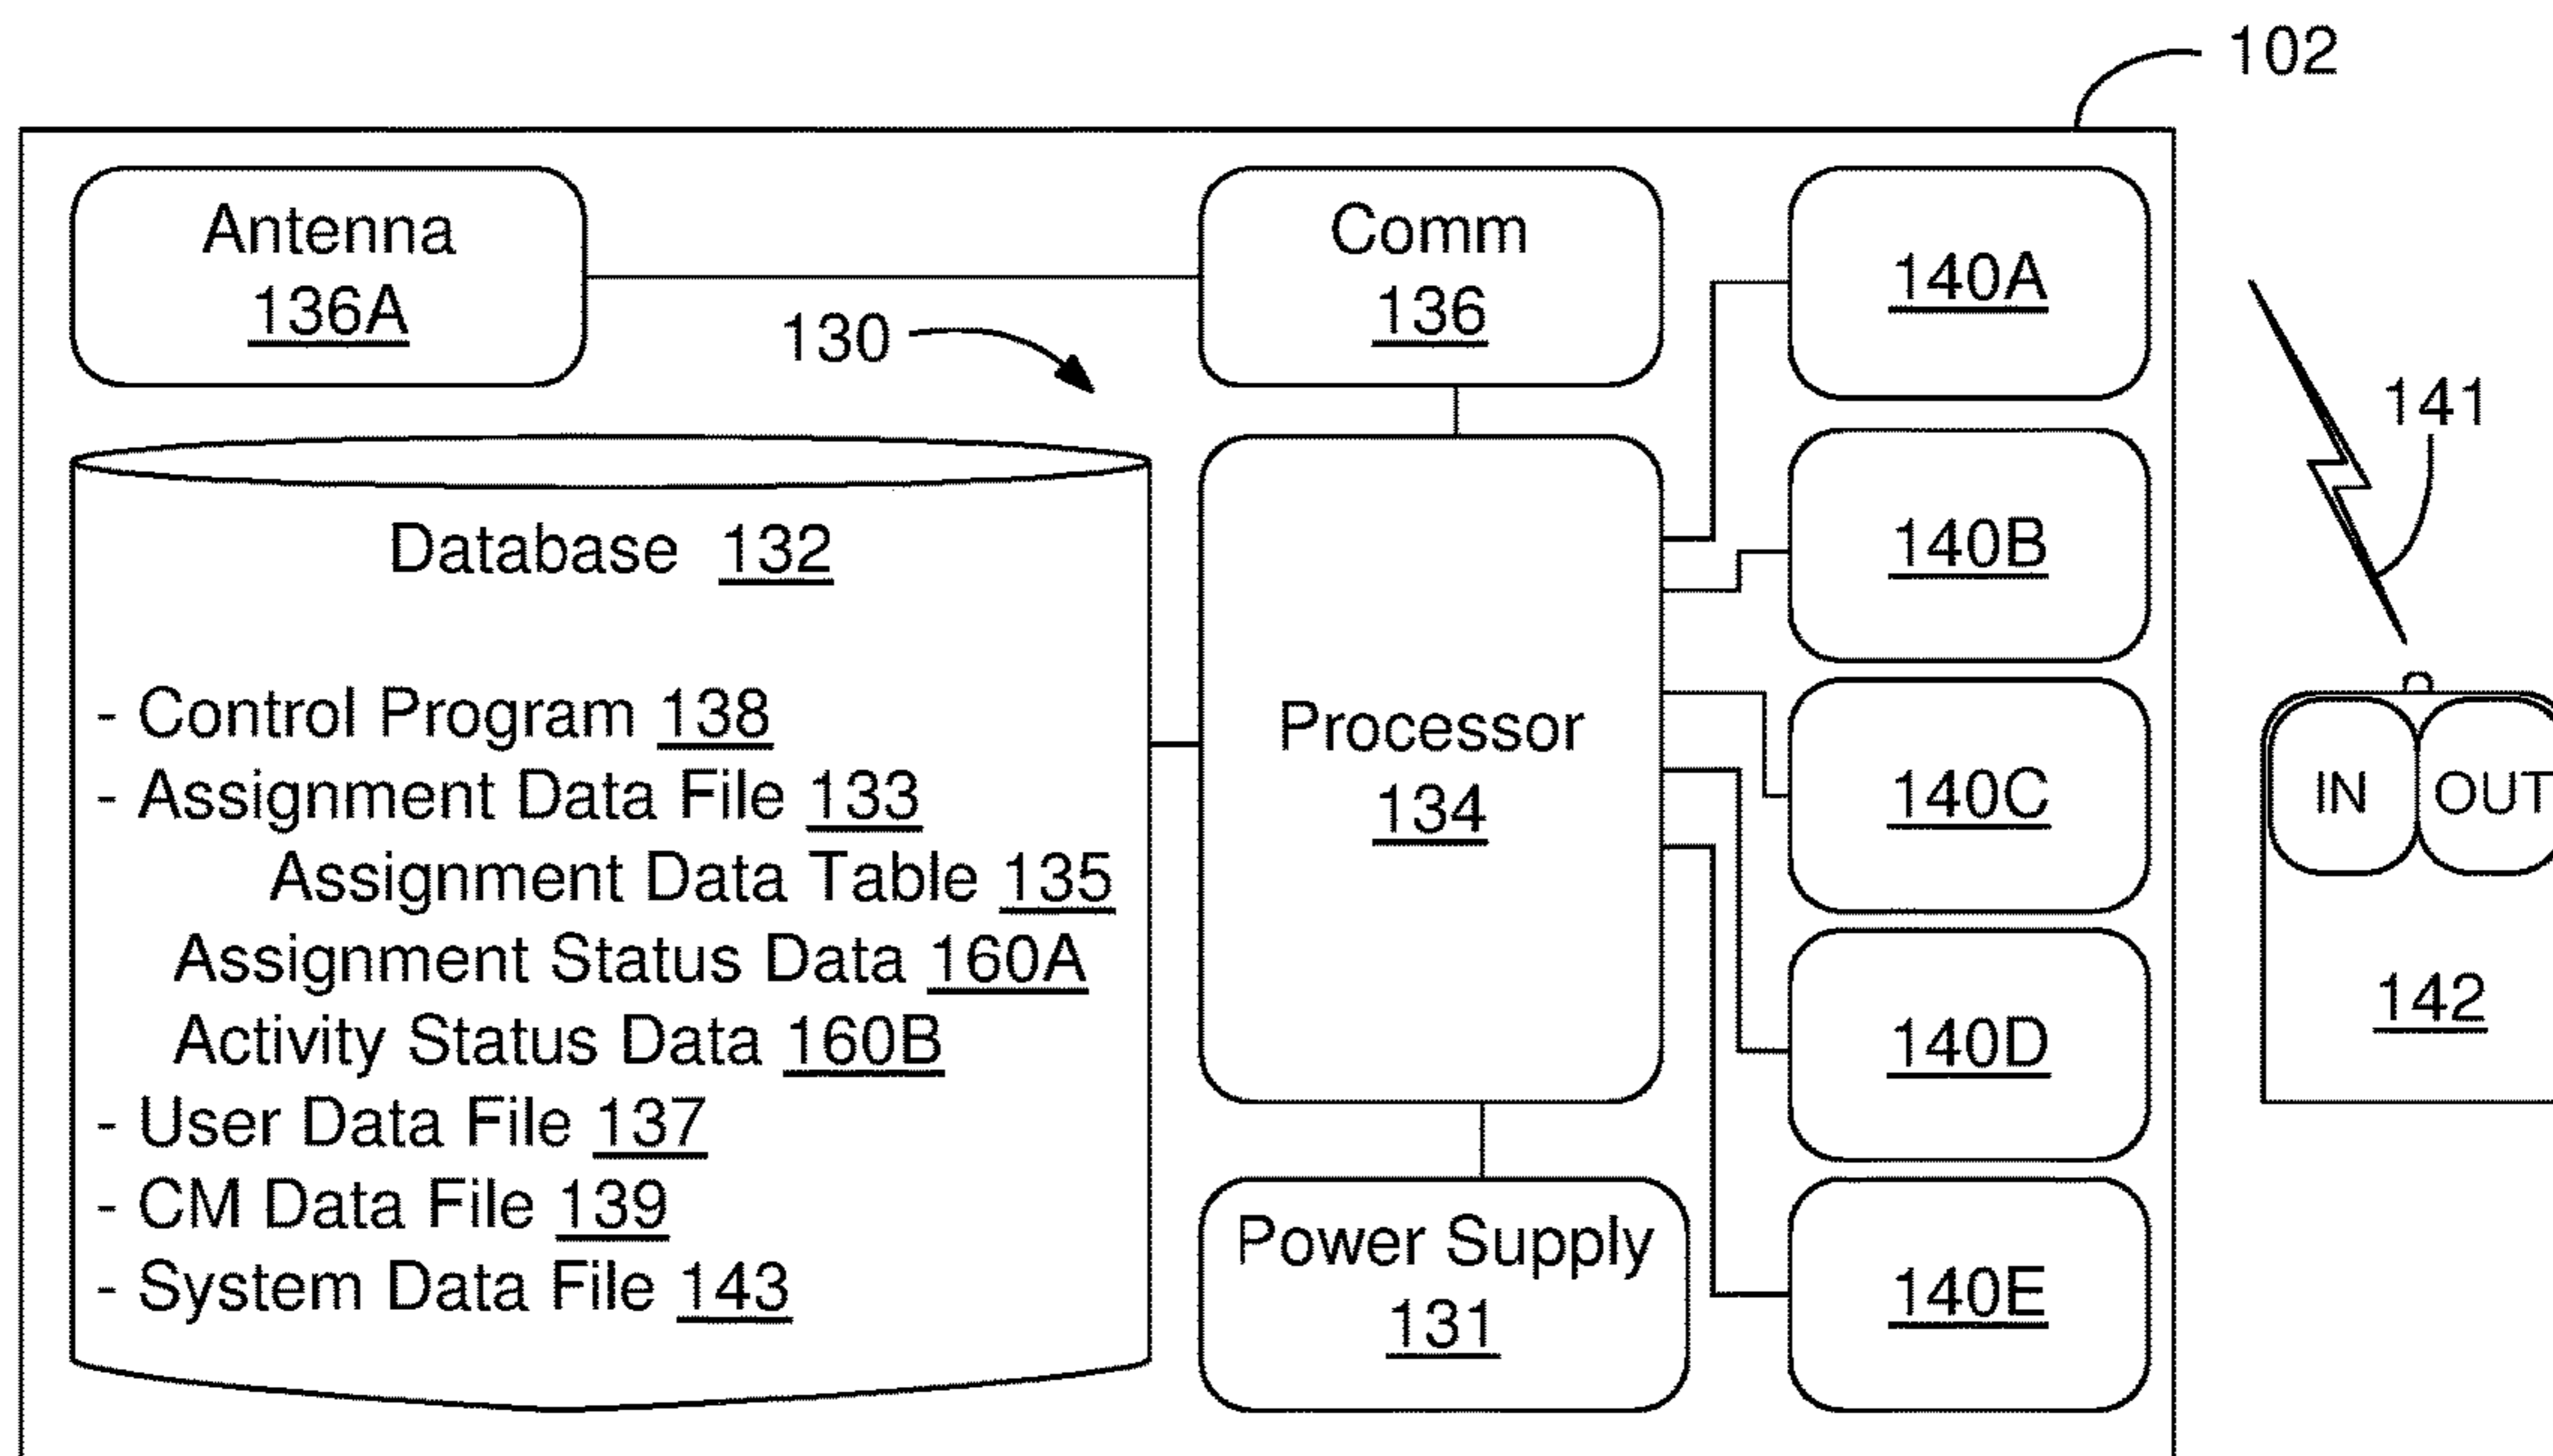 102
Antenna
136A
Comm
136
130
140A
141
Database 132
140B
- Control Program 138
- Assignment Data File 133
Assignment Data Table 135
Assignment Status Data 160A
Activity Status Data 160B
- User Data File 137
- CM Data File 139
- System Data File 143
Processor
134
140C
IN
OUT
142
140D
Power Supply
131
140E